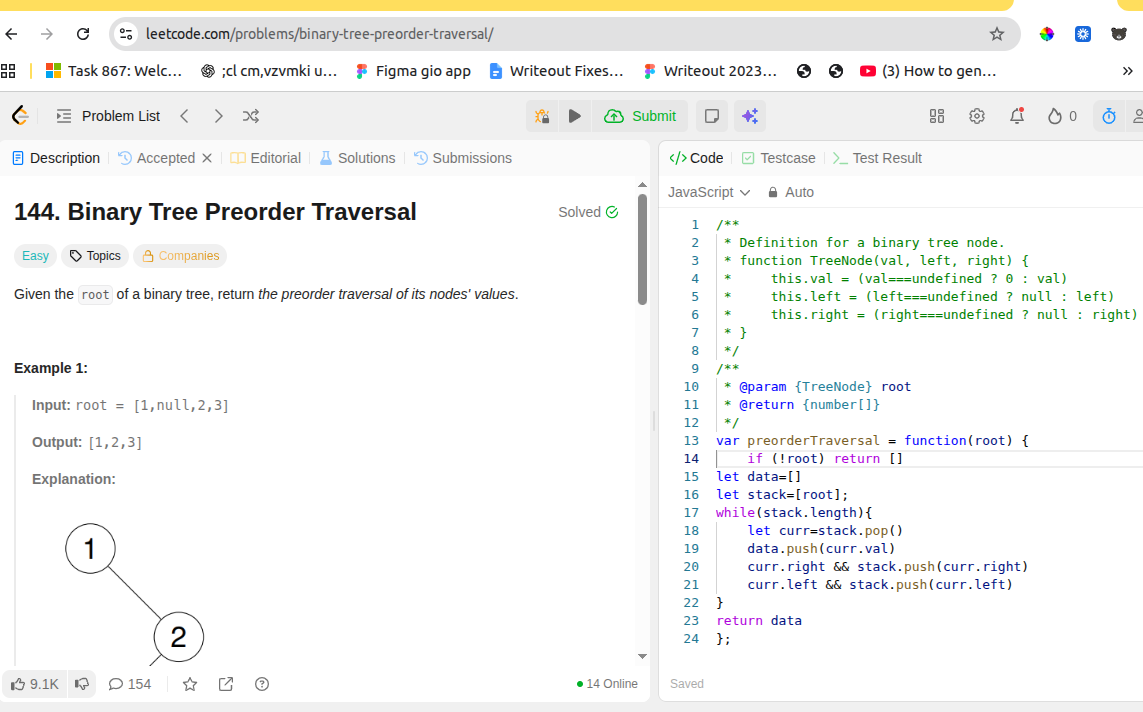 leetcode.com/problems/binary-tree-preorder-traversal/
Task 867: Welc... ;cl cm,vzvmki u... Figma gio app Writeout Fixes... Writeout 2023... (3) How to gen... »
Problem List Submit 0
Description Accepted Editorial Solutions Submissions
144. Binary Tree Preorder Traversal
Solved
Easy Topics Companies
Given the root of a binary tree, return the preorder traversal of its nodes' values.
Example 1:
Input: root = [1,null,2,3]
Output: [1,2,3]
Explanation:
1
2
9.1K 154 14 Online
Code Testcase Test Result
JavaScript Auto
1 /**
2  * Definition for a binary tree node.
3  * function TreeNode(val, left, right) {
4  *     this.val = (val===undefined ? 0 : val)
5  *     this.left = (left===undefined ? null : left)
6  *     this.right = (right===undefined ? null : right)
7  * }
8  */
9 /**
10  * @param {TreeNode} root
11  * @return {number[]}
12  */
13 var preorderTraversal = function(root) {
14     if (!root) return []
15 let data=[]
16 let stack=[root];
17 while(stack.length){
18     let curr=stack.pop()
19     data.push(curr.val)
20     curr.right && stack.push(curr.right)
21     curr.left && stack.push(curr.left)
22 }
23 return data
24 };
Saved